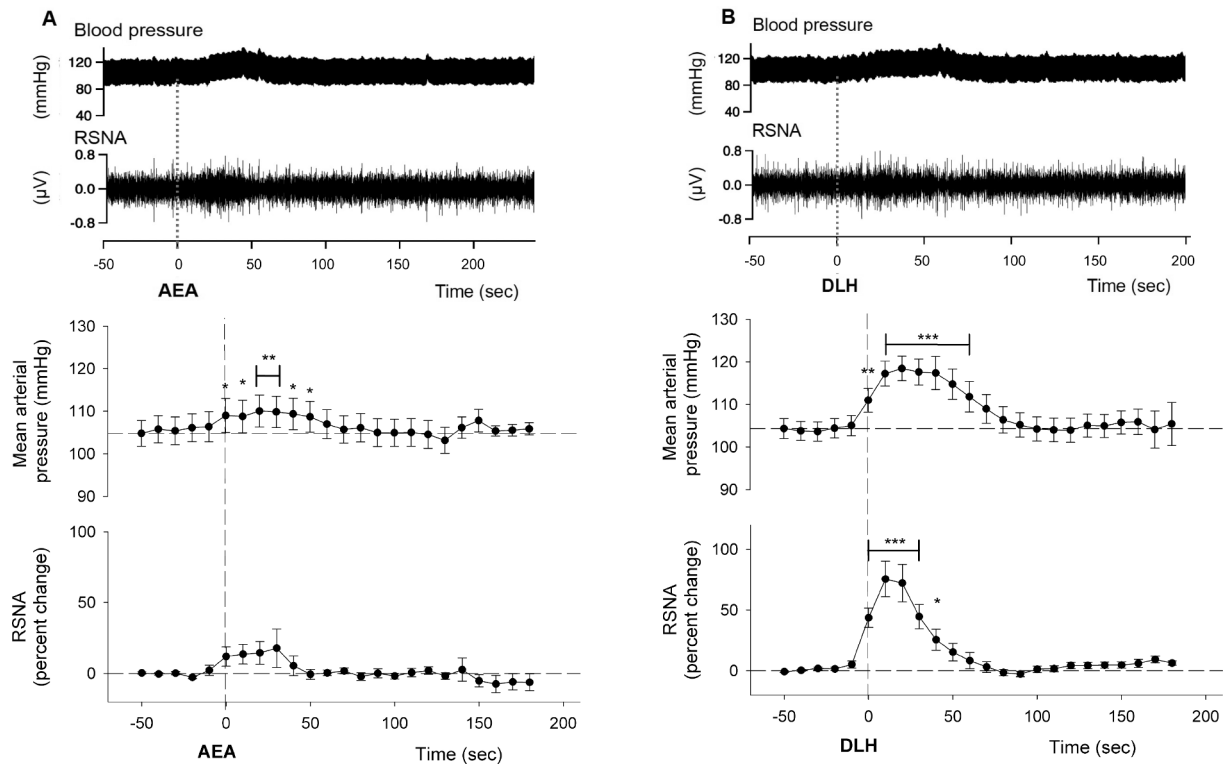 A
Blood pressure
120
80
40
(mmHg)
RSNA
0.8
0.0
-0.8
(µV)
-50 0 50 100 150 200
AEA Time (sec)
130
120
110
100
90
Mean arterial
pressure (mmHg)
* * ** * *
100
50
0
RSNA
(percent change)
-50 0 50 100 150 200
AEA Time (sec)
B
Blood pressure
120
80
40
(mmHg)
RSNA
0.8
0.0
-0.8
(µV)
-50 0 50 100 150 200
DLH Time (sec)
130
120
110
100
90
Mean arterial
pressure (mmHg)
** ***
100
50
0
RSNA
(percent change)
*** *
-50 0 50 100 150 200
DLH Time (sec)